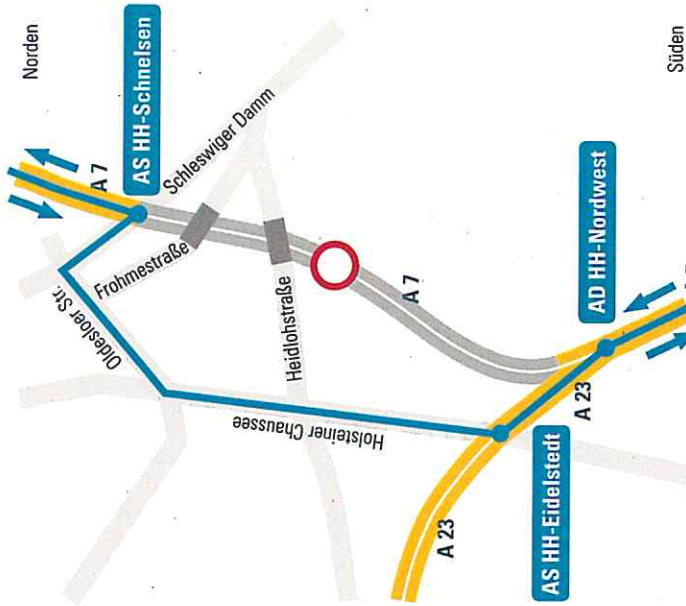 Norden
AS HH-Schnelsen
A 7
Schleswiger Damm
Oldesloer Str.
Frohmestraße
Heidlohstraße
A 7
Holsteiner Chaussee
AD HH-Nordwest
A 23
A 23
AS HH-Eidelstedt
Süden